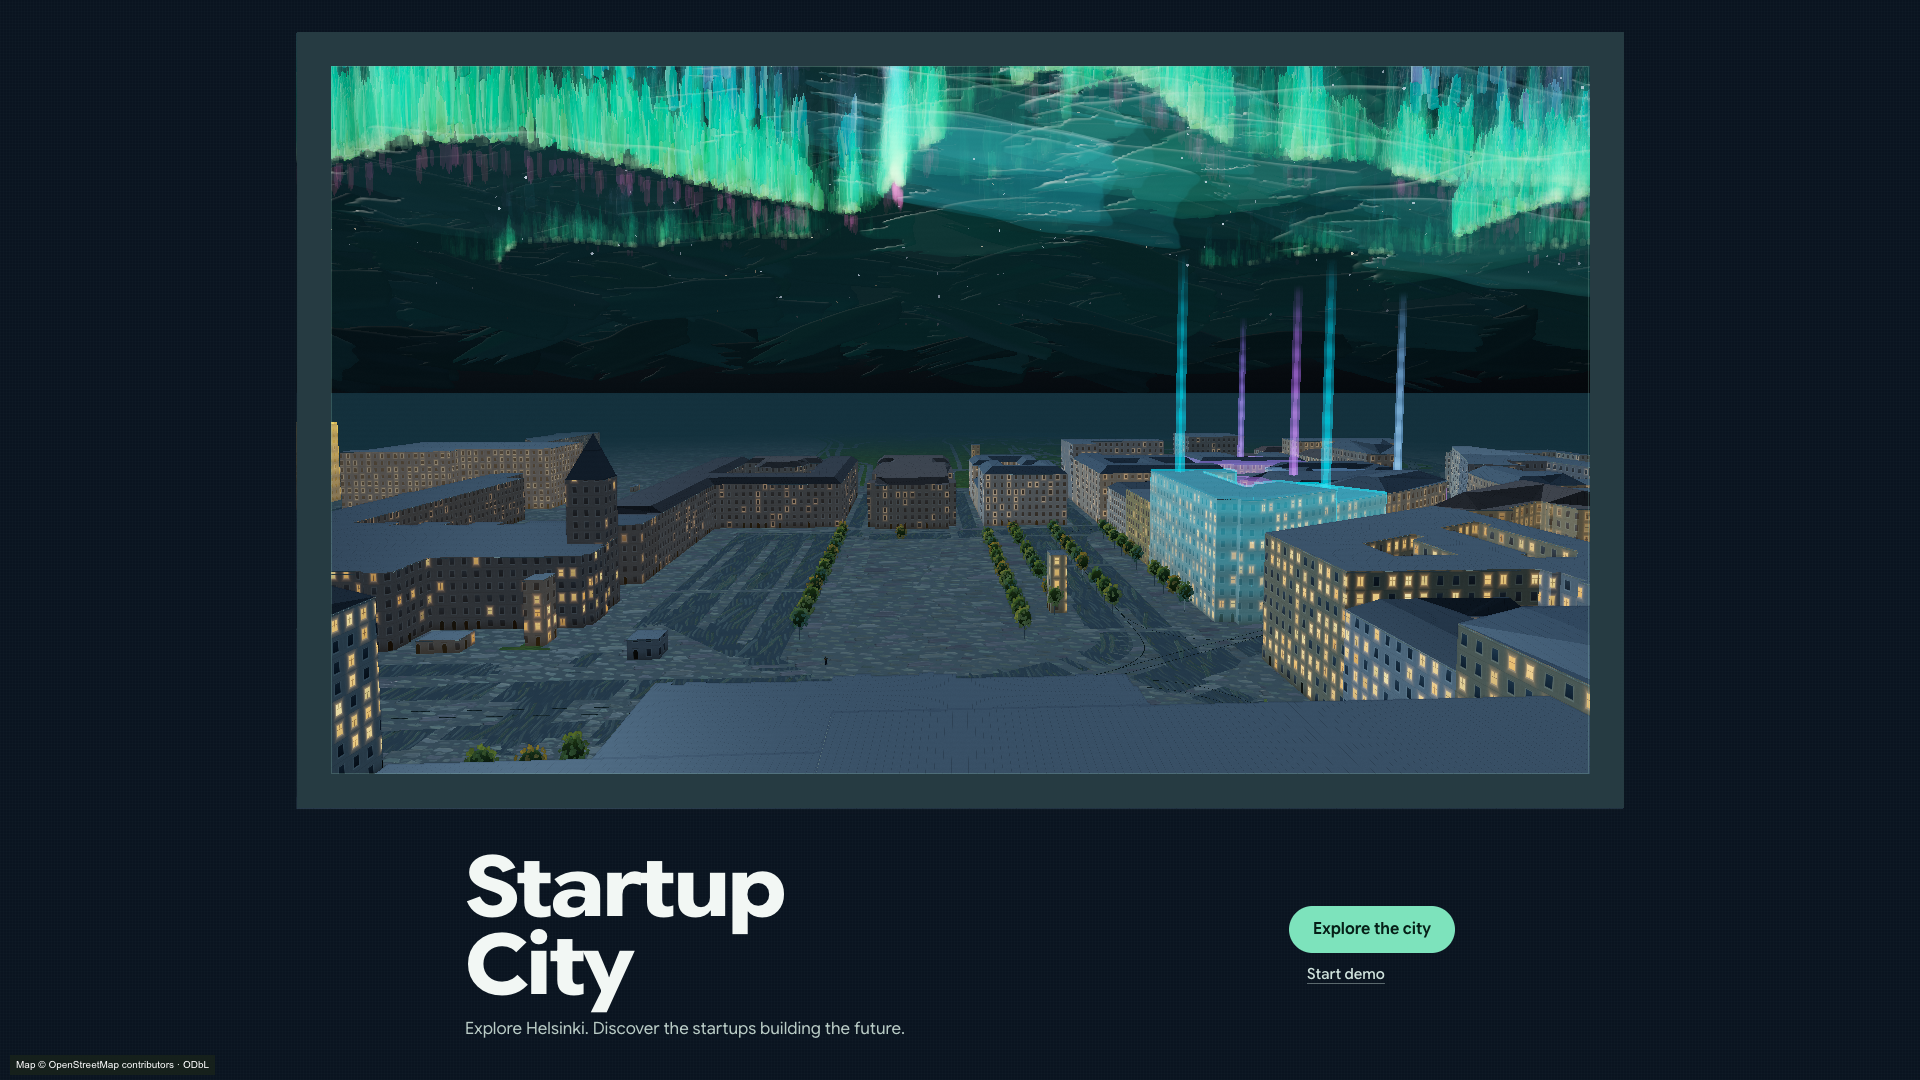 Startup
City
Explore Helsinki. Discover the startups building the future.
Explore the city
Start demo
Map © OpenStreetMap contributors · ODbL